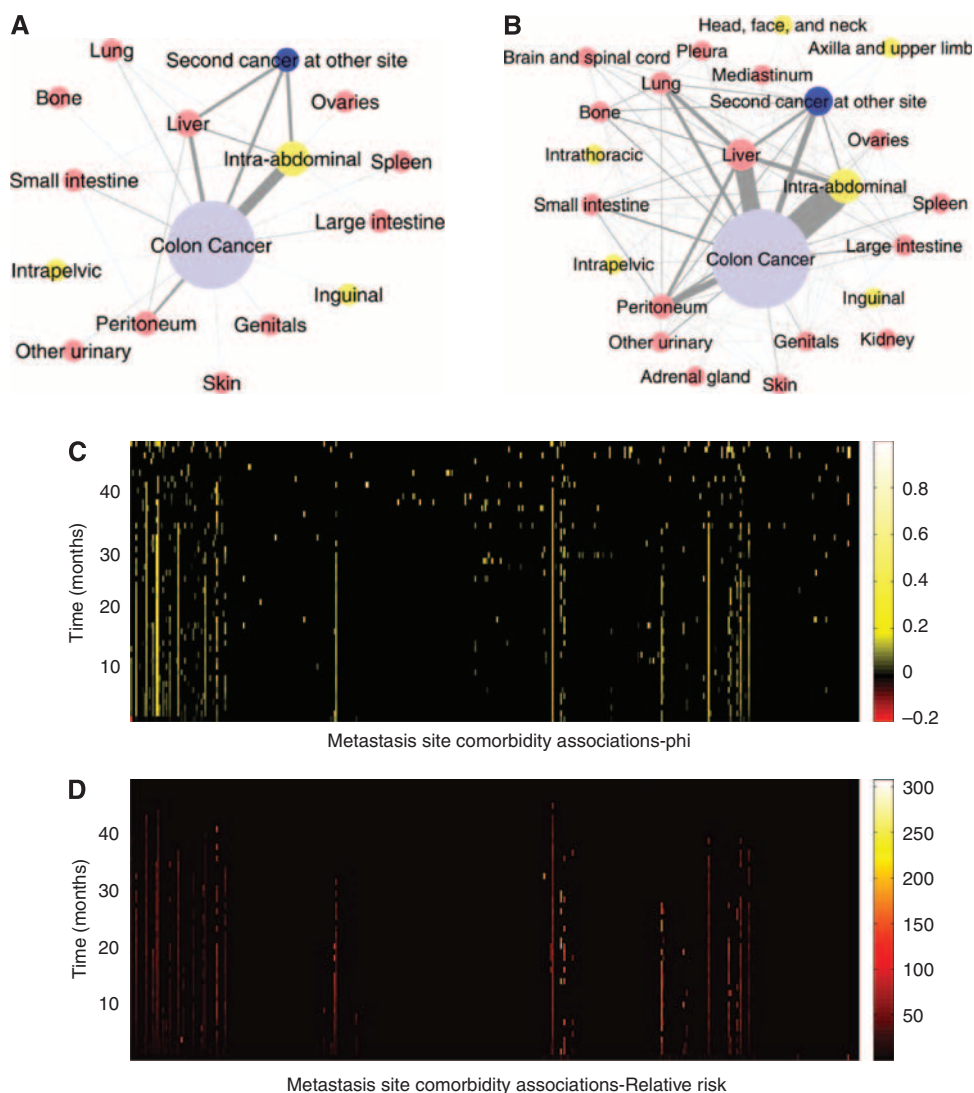 A
Lung
Second cancer at other site
Bone
Ovaries
Liver
Intra-abdominal
Spleen
Small intestine
Large intestine
Colon Cancer
Intrapelvic
Inguinal
Peritoneum
Genitals
Other urinary
Skin
B
Head, face, and neck
Axilla and upper limb
Brain and spinal cord
Pleura
Mediastinum
Lung
Second cancer at other site
Bone
Ovaries
Intrathoracic
Liver
Intra-abdominal
Small intestine
Spleen
Large intestine
Colon Cancer
Intrapelvic
Inguinal
Peritoneum
Other urinary
Genitals
Kidney
Adrenal gland
Skin
C
Time (months)
40
30
20
10
0.8
0.6
0.4
0.2
0
−0.2
Metastasis site comorbidity associations-phi
D
Time (months)
40
30
20
10
300
250
200
150
100
50
Metastasis site comorbidity associations-Relative risk